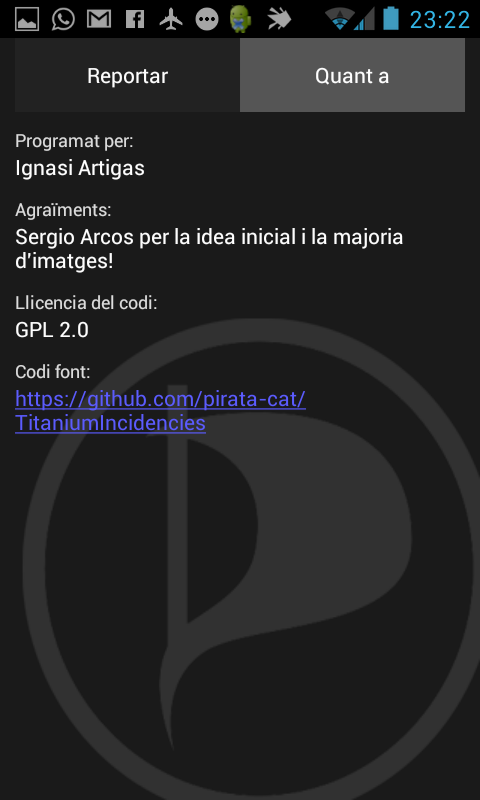 23:22
Reportar
Quant a
Programat per:
Ignasi Artigas
Agraïments:
Sergio Arcos per la idea inicial i la majoria
d'imatges!
Llicencia del codi:
GPL 2.0
Codi font:
https://github.com/pirata-cat/
TitaniumIncidencies